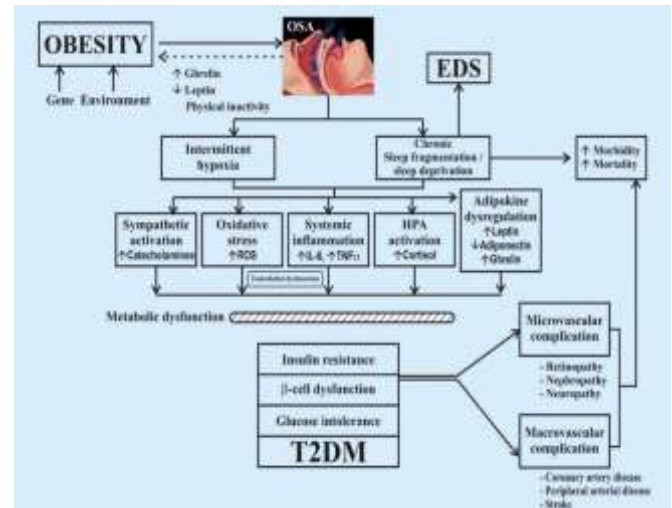 OBESITY
OSA
EDS
↑ Ghrelin
↓ Leptin
Physical inactivity
Gene Environment
Intermittent
hypoxia
Chronic
Sleep fragmentation /
sleep deprivation
↑ Morbidity
↑ Mortality
Sympathetic
activation
↑Catecholamines
Oxidative
stress
↑ROS
Systemic
inflammation
↑IL-6, ↑TNFα
HPA
activation
↑Cortisol
Adipokine
dysregulation
↑Leptin
↓Adiponectin
↑Ghrelin
Endothelial dysfunction
Metabolic dysfunction
Insulin resistance
β-cell dysfunction
Glucose intolerance
T2DM
Microvascular
complication
- Retinopathy
- Nephropathy
- Neuropathy
Macrovascular
complication
- Coronary artery disease
- Peripheral arterial disease
- Stroke